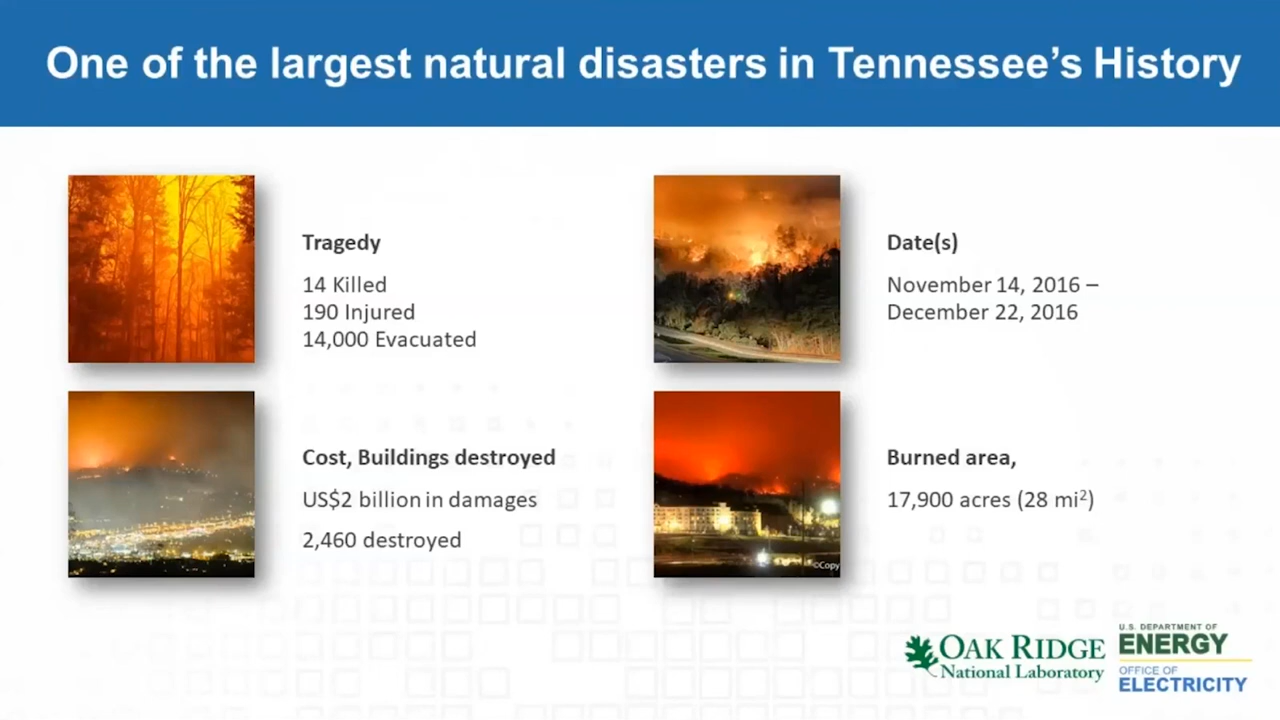 One of the largest natural disasters in Tennessee's History
Tragedy
14 Killed
190 Injured
14,000 Evacuated
Date(s)
November 14, 2016 –
December 22, 2016
Cost, Buildings destroyed
US$2 billion in damages
2,460 destroyed
Burned area,
17,900 acres (28 mi²)
©Copy
OAK RIDGE
National Laboratory
U.S. DEPARTMENT OF
ENERGY
OFFICE OF
ELECTRICITY